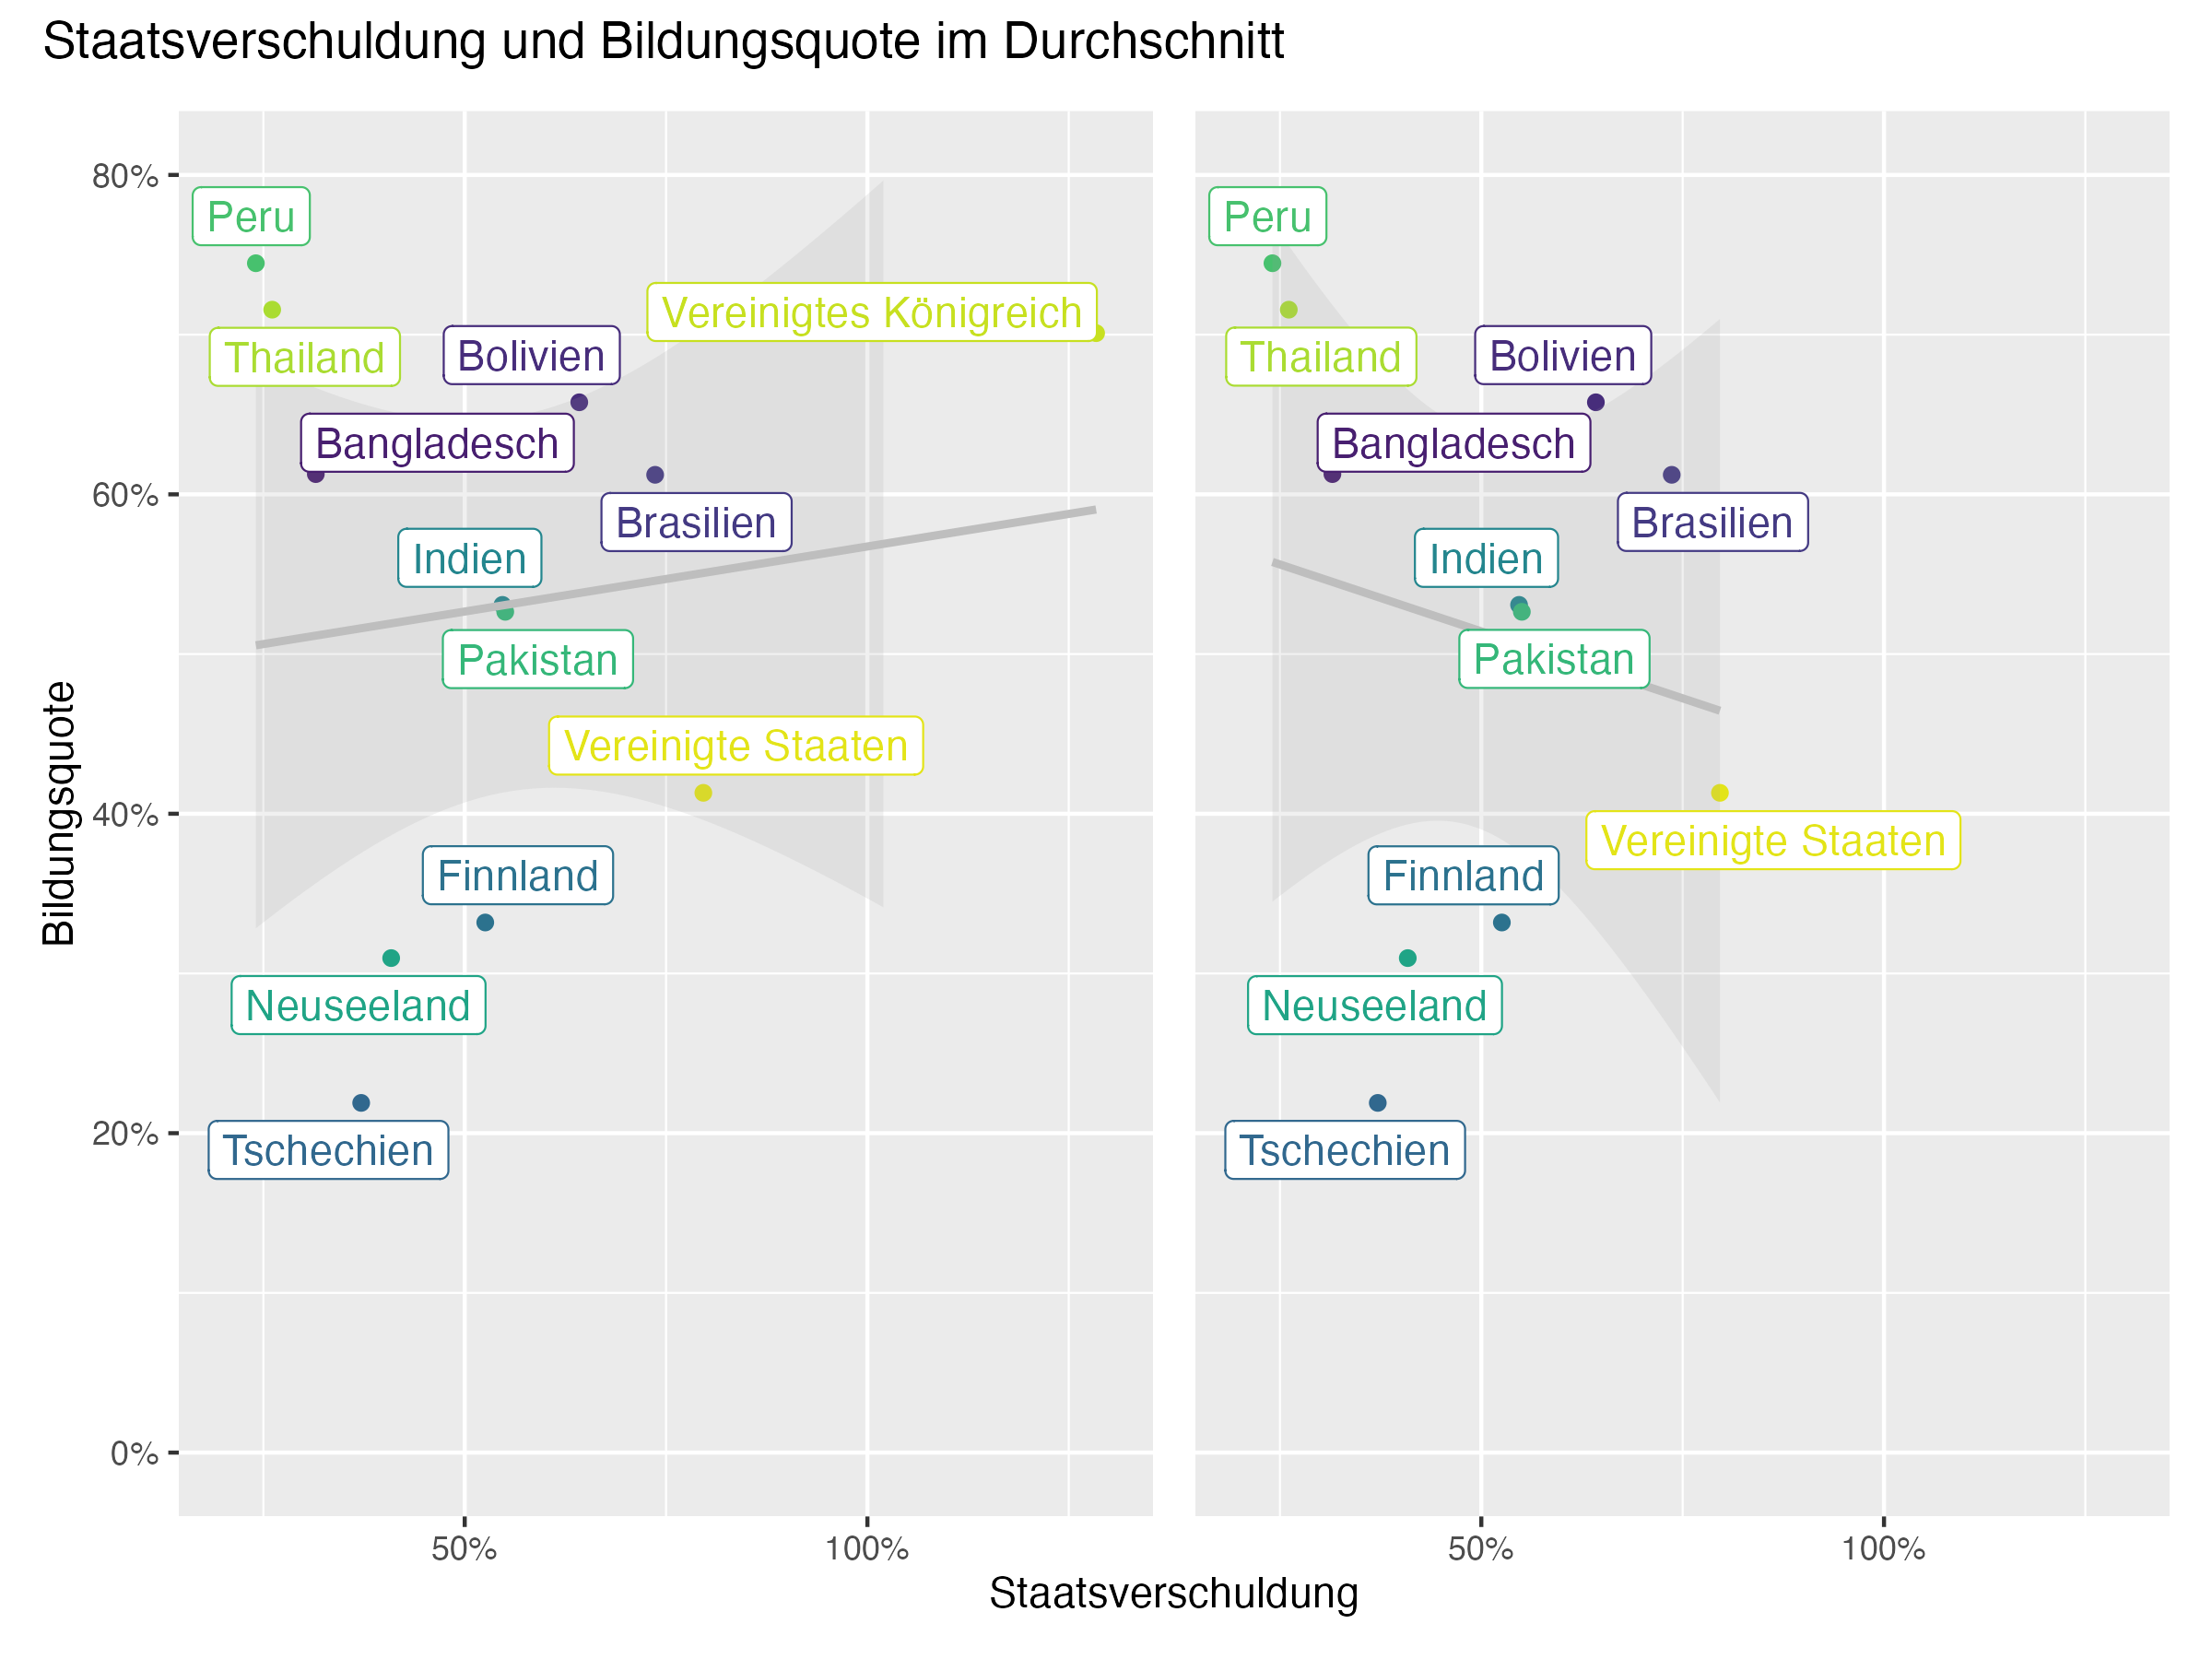 Staatsverschuldung und Bildungsquote im Durchschnitt
Bildungsquote
80%
60%
40%
20%
0%
Peru
Thailand
Vereinigtes Königreich
Bolivien
Bangladesch
Brasilien
Indien
Pakistan
Vereinigte Staaten
Finnland
Neuseeland
Tschechien
50%
100%
Peru
Thailand
Bolivien
Bangladesch
Brasilien
Indien
Pakistan
Vereinigte Staaten
Finnland
Neuseeland
Tschechien
50%
100%
Staatsverschuldung